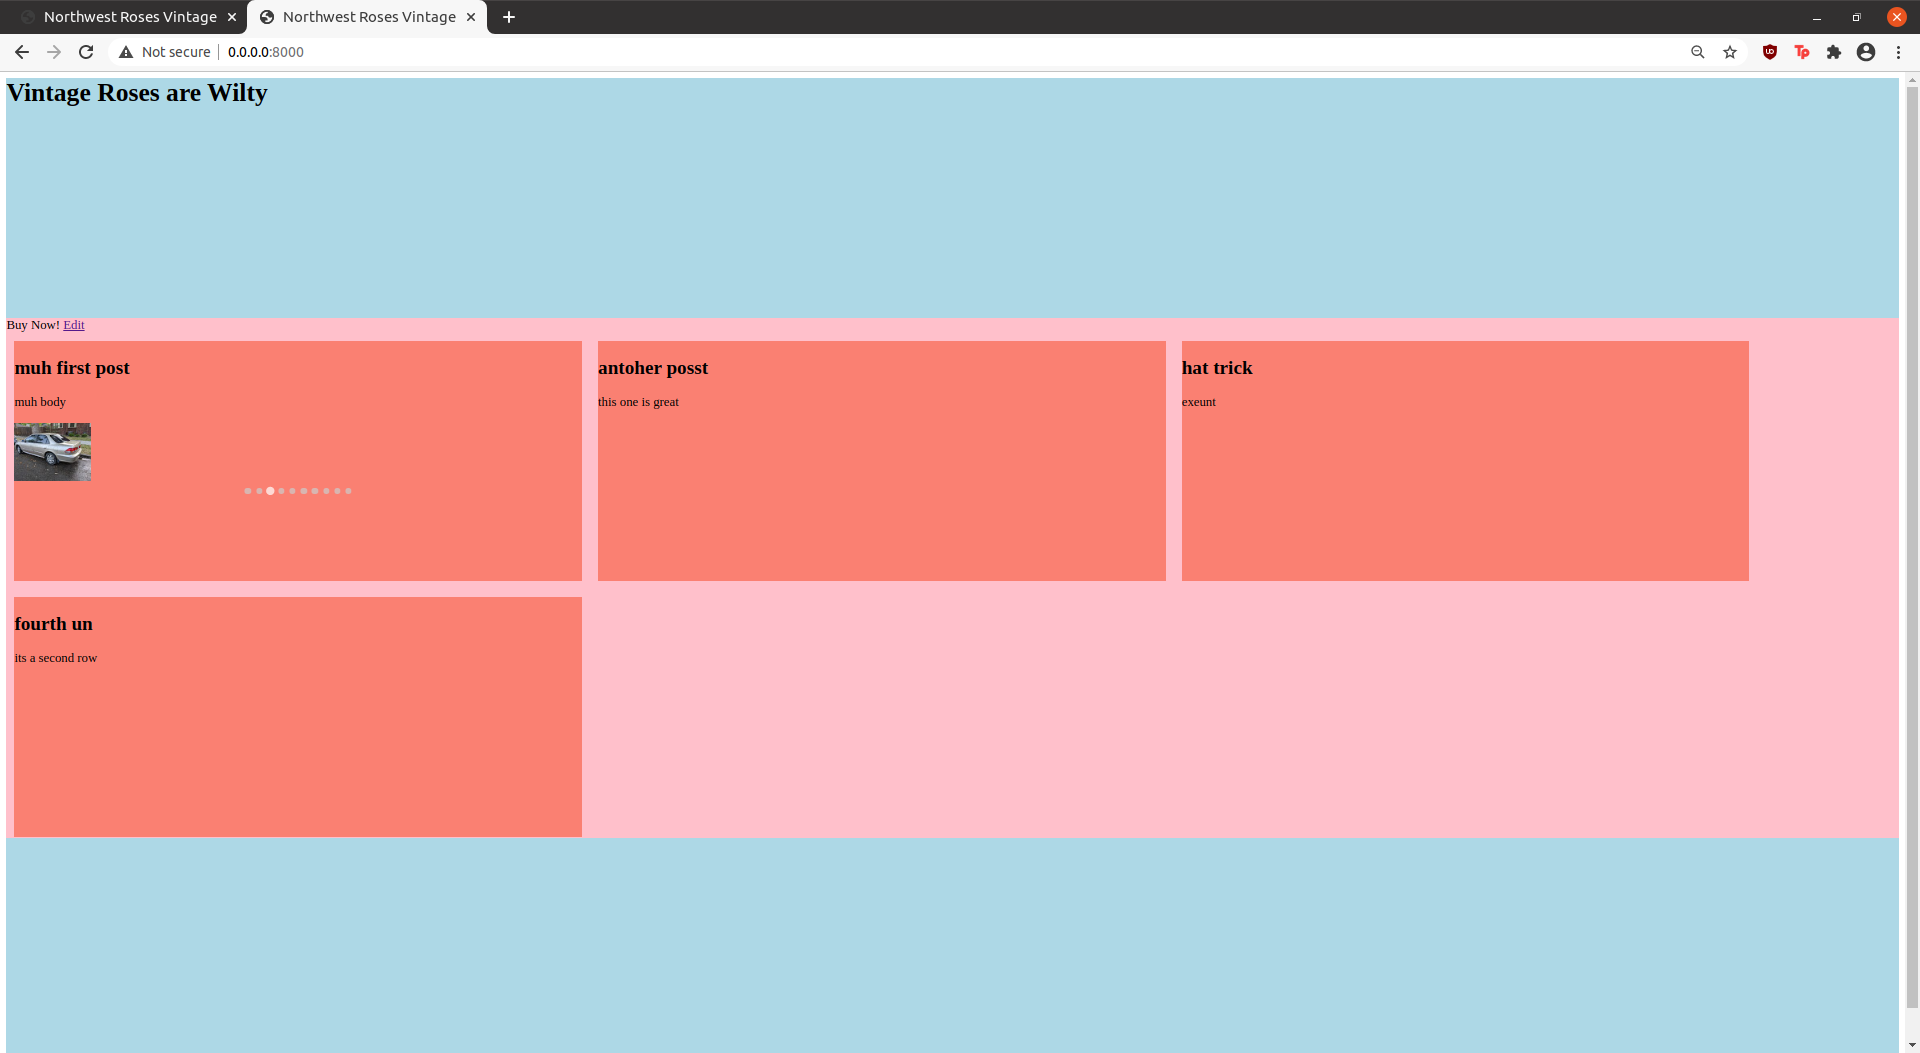 Northwest Roses Vintage
Northwest Roses Vintage
Not secure
0.0.0.0:8000
UD
Tp
Vintage Roses are Wilty
Buy Now! Edit
muh first post
muh body
antoher posst
this one is great
hat trick
exeunt
fourth un
its a second row